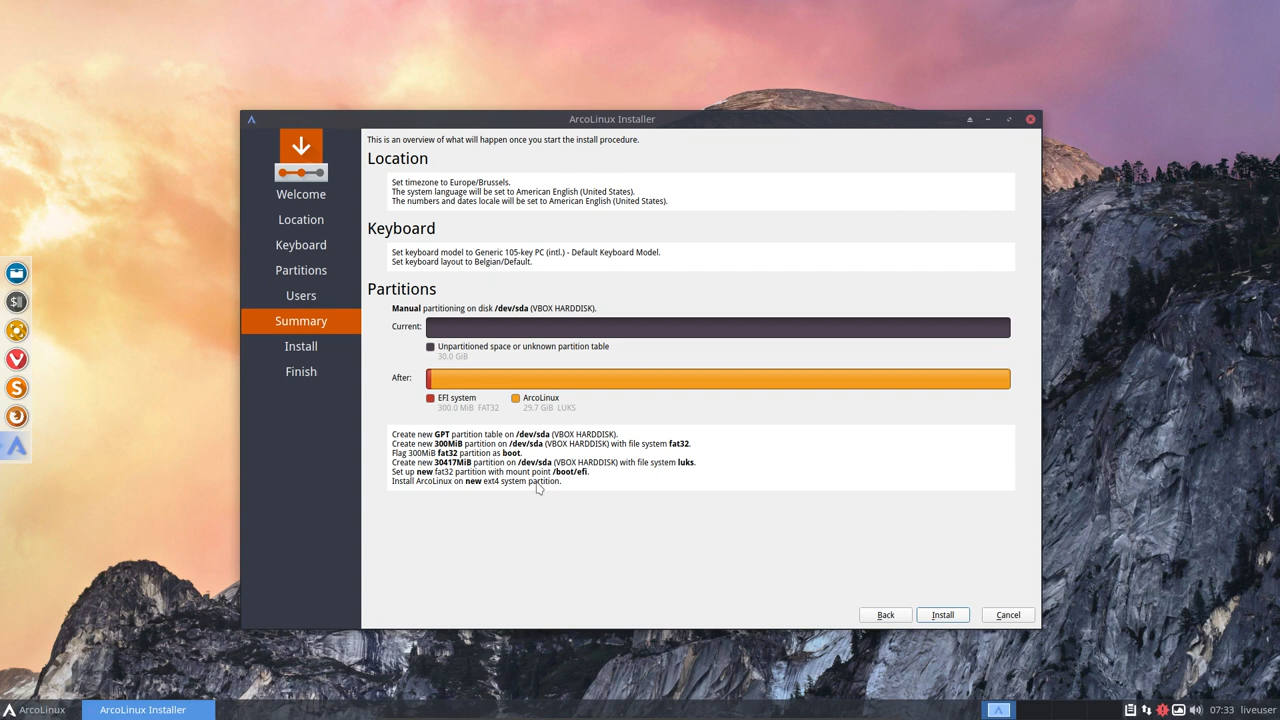 ArcoLinux Installer
This is an overview of what will happen once you start the install procedure.
Welcome
Location
Keyboard
Partitions
Users
Summary
Install
Finish
Location
Set timezone to Europe/Brussels.
The system language will be set to American English (United States).
The numbers and dates locale will be set to American English (United States).
Keyboard
Set keyboard model to Generic 105-key PC (intl.) - Default Keyboard Model.
Set keyboard layout to Belgian/Default.
Partitions
Manual partitioning on disk /dev/sda (VBOX HARDDISK).
Current:
Unpartitioned space or unknown partition table
30.0 GiB
After:
EFI system ArcoLinux
300.0 MiB FAT32 29.7 GiB LUKS
Create new GPT partition table on /dev/sda (VBOX HARDDISK).
Create new 300MiB partition on /dev/sda (VBOX HARDDISK) with file system fat32.
Flag 300MiB fat32 partition as boot.
Create new 30417MiB partition on /dev/sda (VBOX HARDDISK) with file system luks.
Set up new fat32 partition with mount point /boot/efi.
Install ArcoLinux on new ext4 system partition.
Back Install Cancel
ArcoLinux ArcoLinux Installer 07:33 liveuser